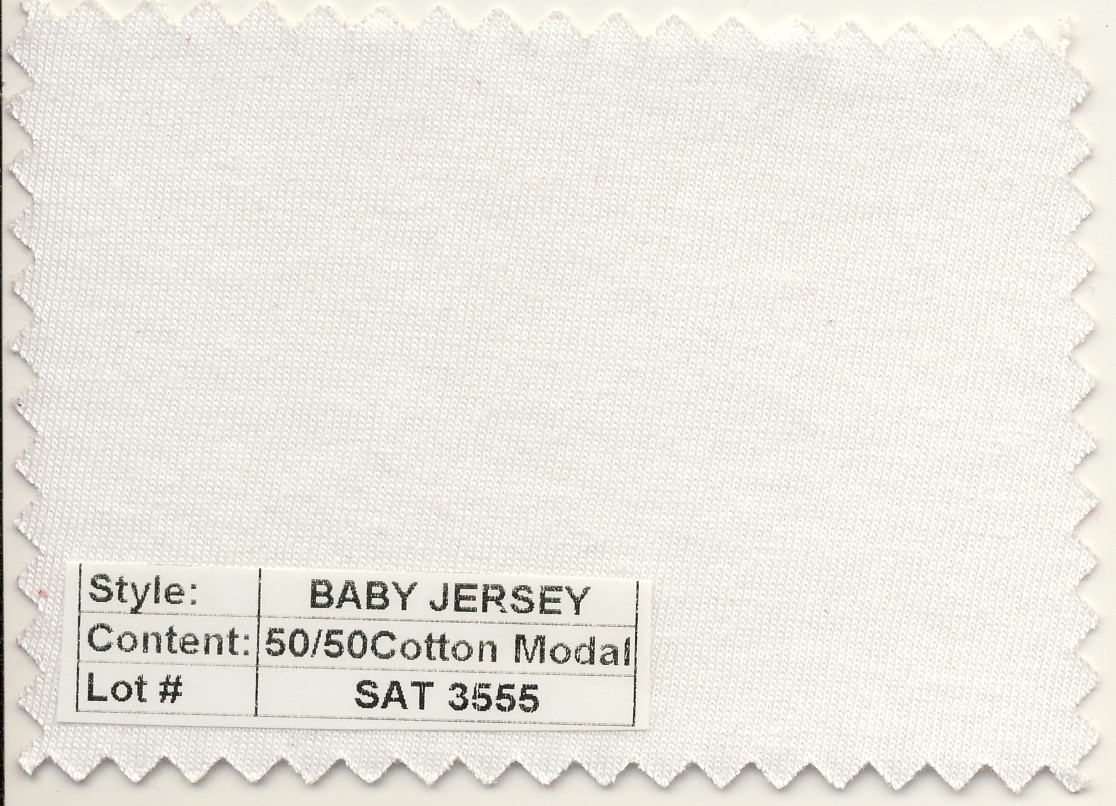 Style: BABY JERSEY
Content: 50/50Cotton Modal
Lot # SAT 3555